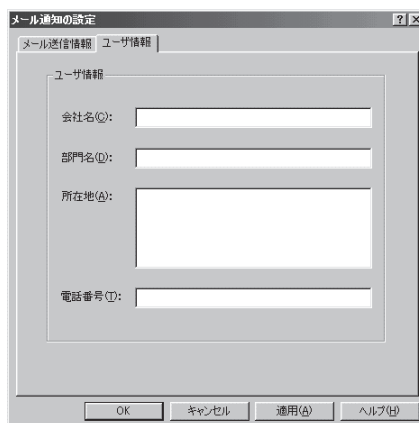 メール通知の設定
メール送信情報 ユーザ情報
ユーザ情報
会社名(C):
部門名(D):
所在地(A):
電話番号(T):
OK キャンセル 適用(A) ヘルプ(H)